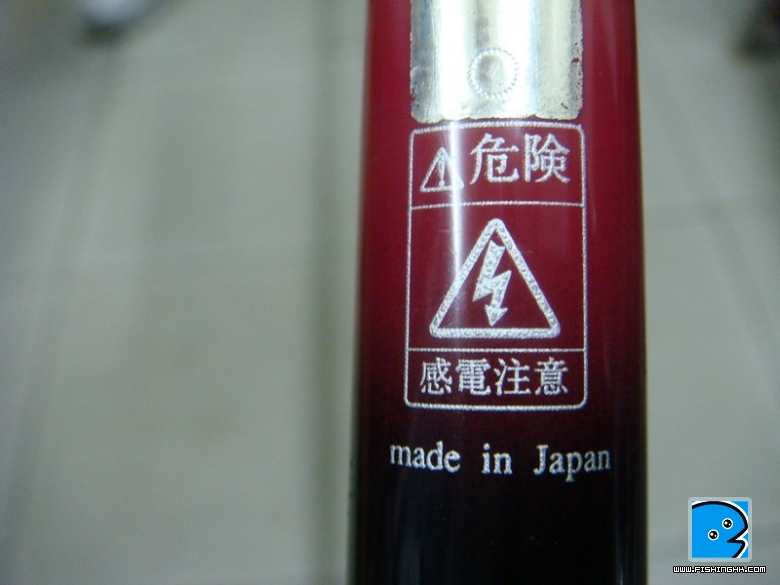 危険
感電注意
made in Japan
WWW.FISHINGHK.COM